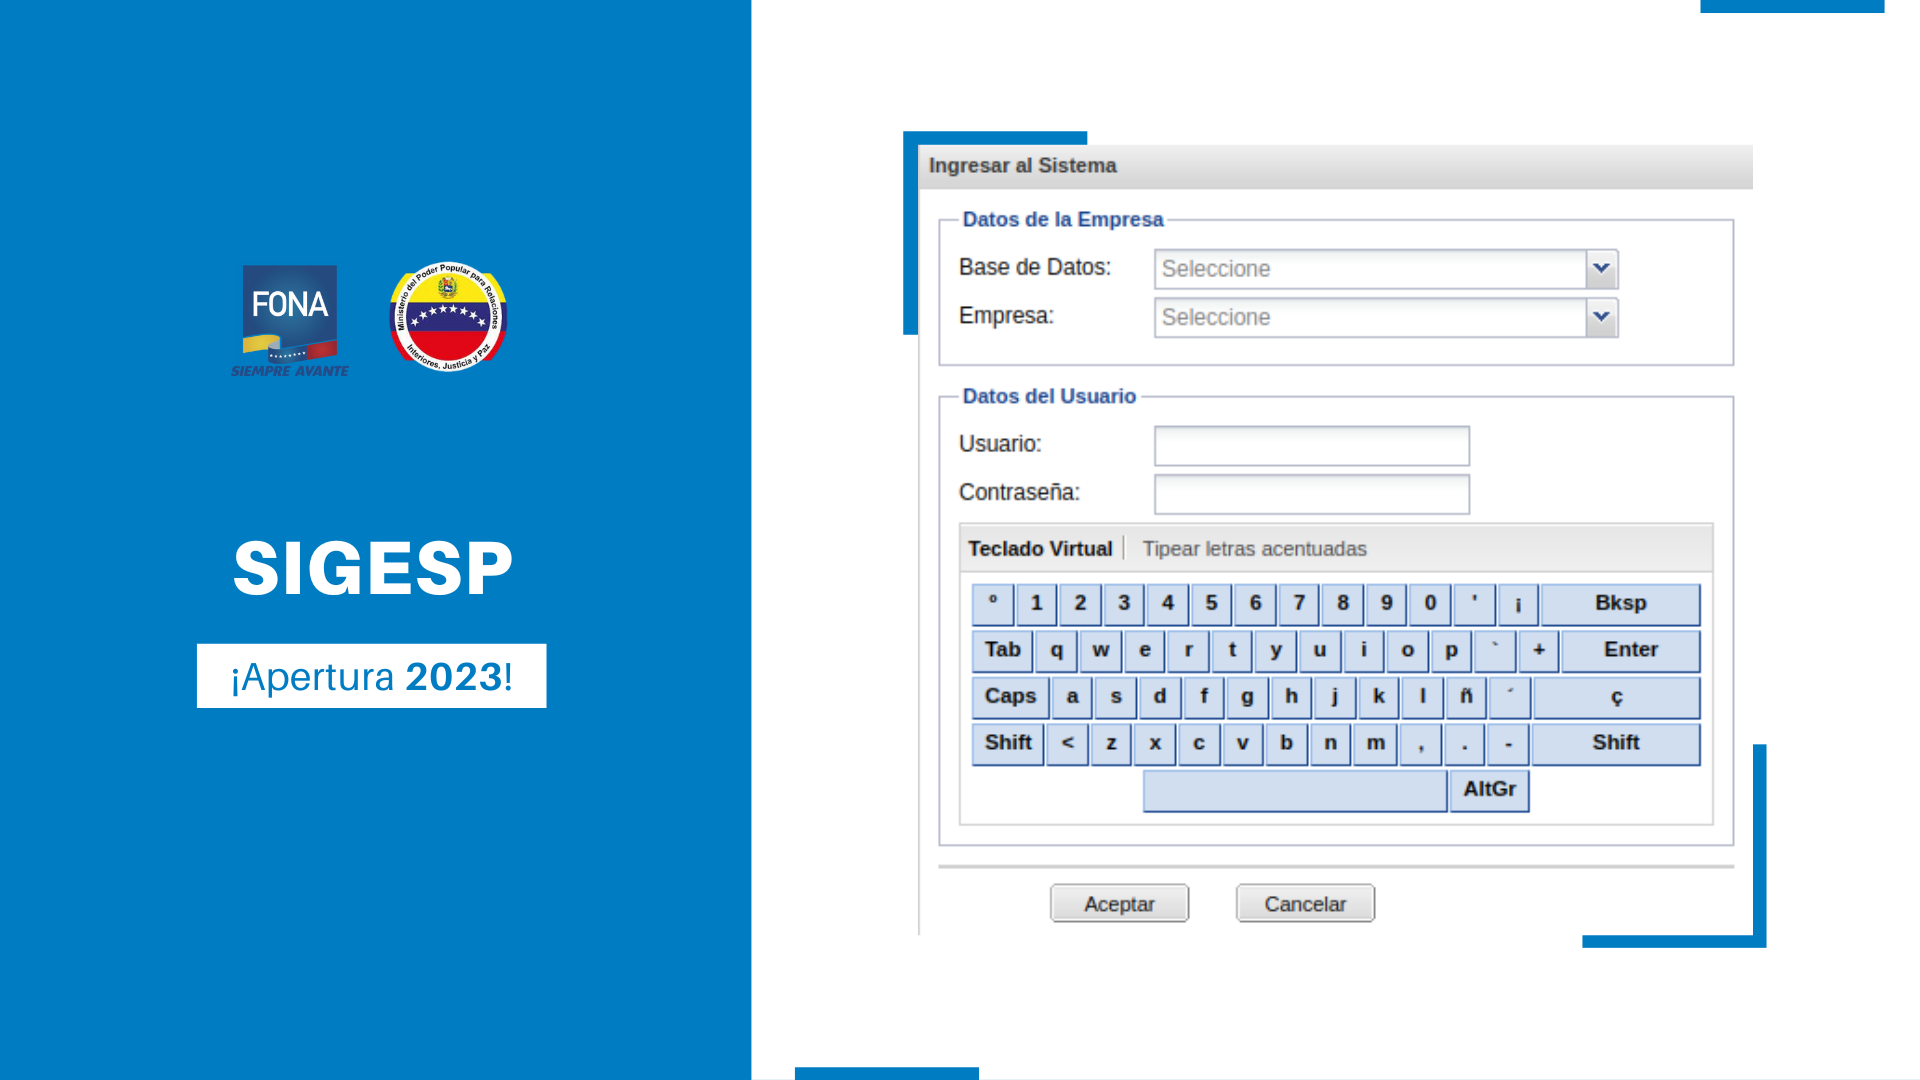 FONA
SIEMPRE AVANTE
Ministerio del Poder Popular para Relaciones
Interiores, Justicia y Paz
SIGESP
¡Apertura 2023!
Ingresar al Sistema
Datos de la Empresa
Base de Datos: Seleccione
Empresa: Seleccione
Datos del Usuario
Usuario:
Contraseña:
Teclado Virtual Tipear letras acentuadas
º 1 2 3 4 5 6 7 8 9 0 ' ¡ Bksp
Tab q w e r t y u i o p ` + Enter
Caps a s d f g h j k l ñ ´ ç
Shift < z x c v b n m , . - Shift
AltGr
Aceptar Cancelar